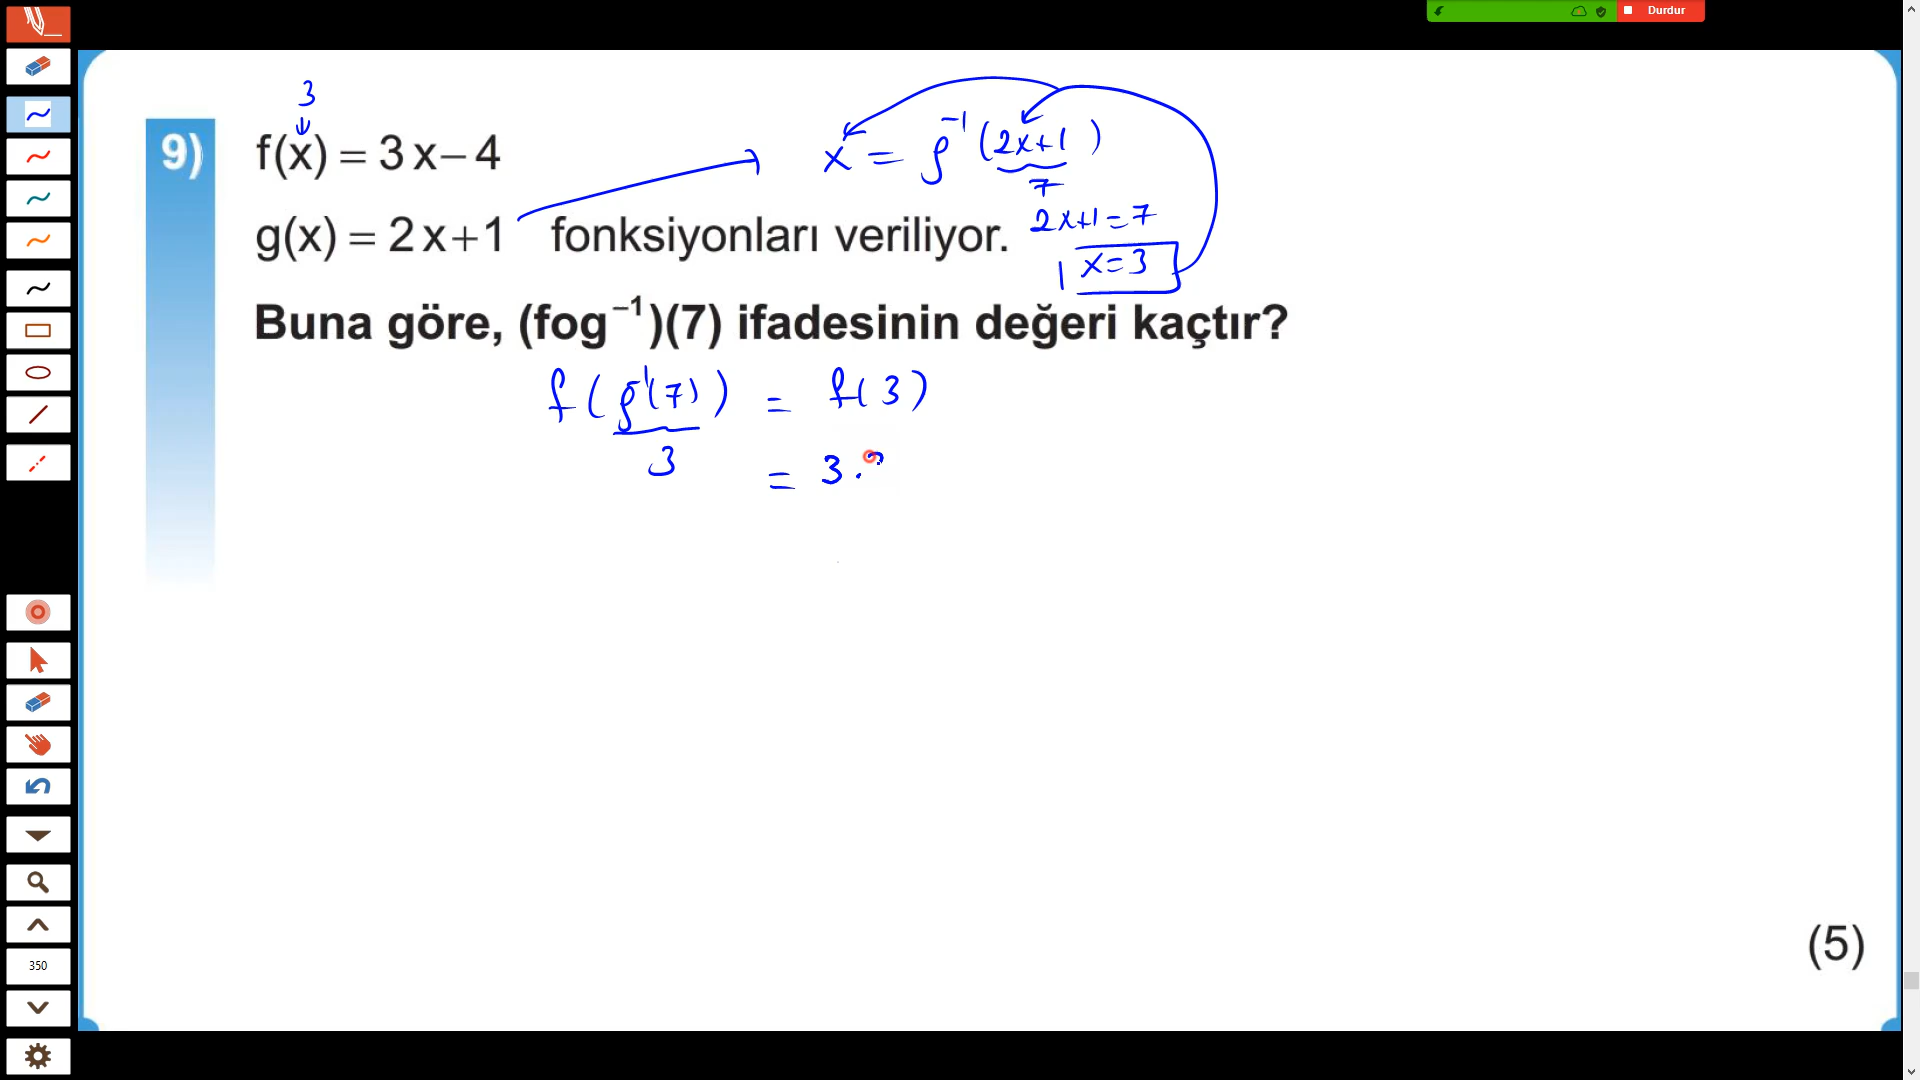 Durdur
3
9) f(x) = 3x−4
x = g⁻¹(2x+1)
7
g(x) = 2x+1 fonksiyonları veriliyor.
2x+1=7
x=3
Buna göre, (fog⁻¹)(7) ifadesinin değeri kaçtır?
f(g⁻¹(7)) = f(3)
3
= 3.
(5)
350